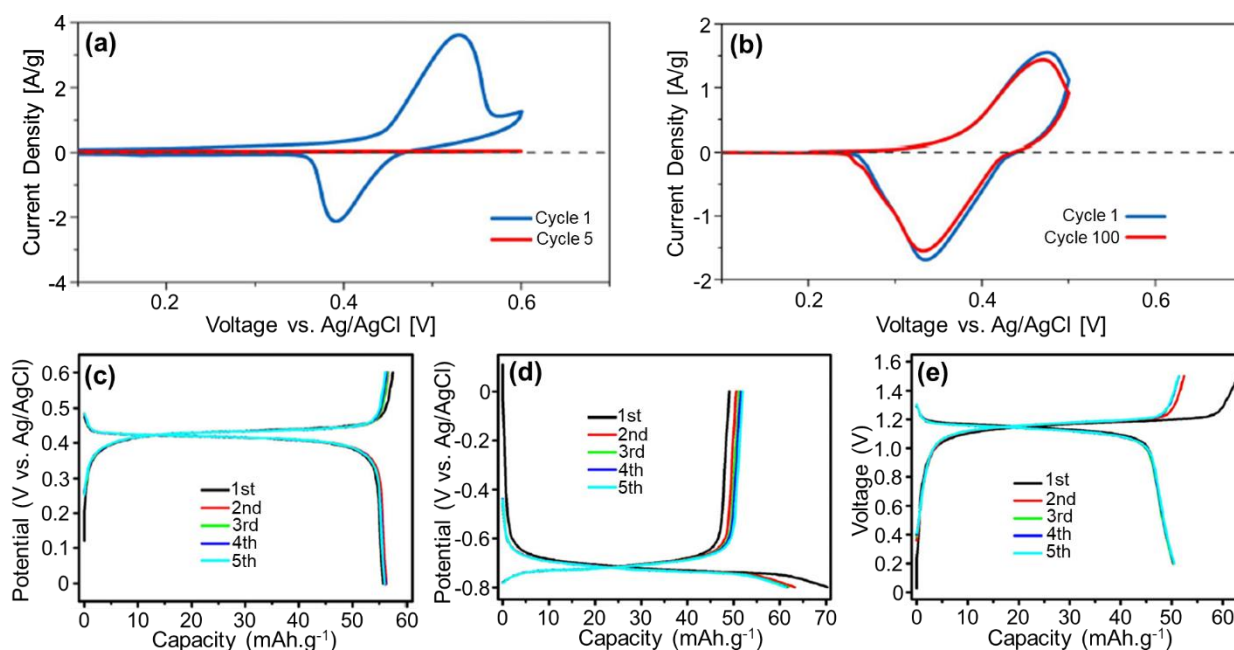 (a)
Current Density [A/g]
4
2
0
-2
-4
Cycle 1
Cycle 5
0.2
0.4
0.6
Voltage vs. Ag/AgCl [V]
(b)
Current Density [A/g]
2
1
0
-1
-2
Cycle 1
Cycle 100
0.2
0.4
0.6
Voltage vs. Ag/AgCl [V]
(c)
Potential (V vs. Ag/AgCl)
0.6
0.5
0.4
0.3
0.2
0.1
0
1st
2nd
3rd
4th
5th
0 10 20 30 40 50 60
Capacity (mAh.g⁻¹)
(d)
Potential (V vs. Ag/AgCl)
0
-0.2
-0.4
-0.6
-0.8
1st
2nd
3rd
4th
5th
0 10 20 30 40 50 60 70
Capacity (mAh.g⁻¹)
(e)
Voltage (V)
1.6
1.4
1.2
1.0
0.8
0.6
0.4
0.2
0
1st
2nd
3rd
4th
5th
0 10 20 30 40 50 60
Capacity (mAh.g⁻¹)